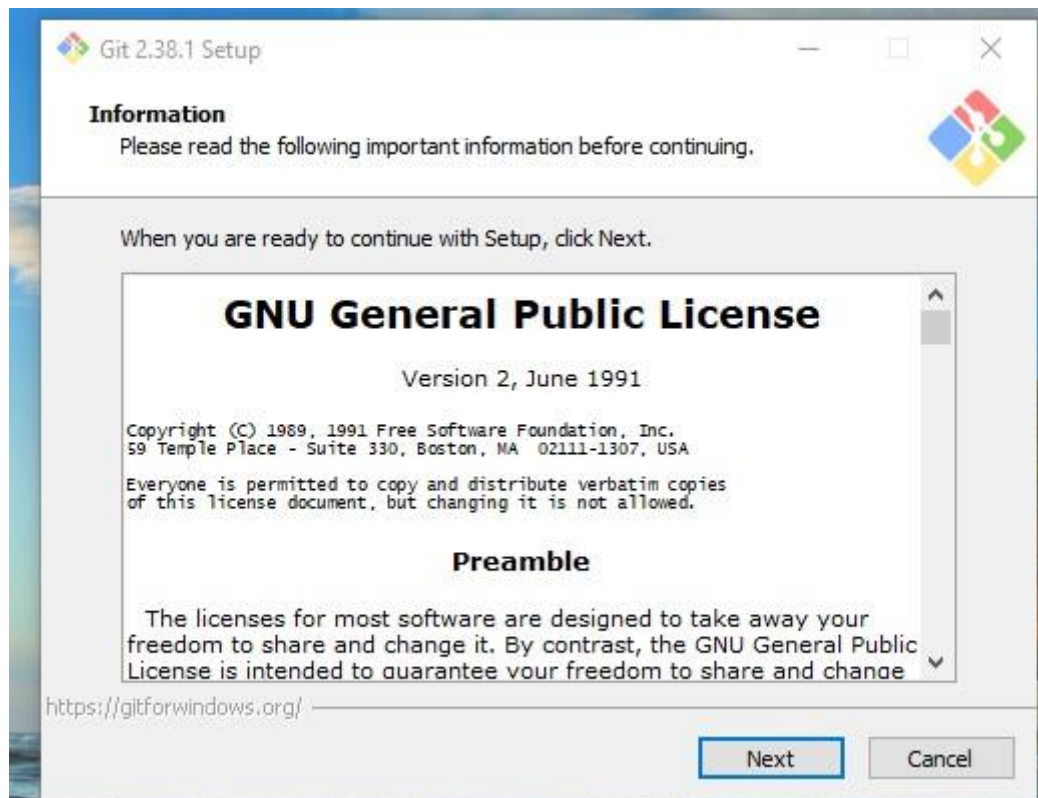 Git 2.38.1 Setup
Information
Please read the following important information before continuing.
When you are ready to continue with Setup, click Next.
GNU General Public License
Version 2, June 1991
Copyright (C) 1989, 1991 Free Software Foundation, Inc.
59 Temple Place - Suite 330, Boston, MA  02111-1307, USA
Everyone is permitted to copy and distribute verbatim copies
of this license document, but changing it is not allowed.
Preamble
The licenses for most software are designed to take away your
freedom to share and change it. By contrast, the GNU General Public
License is intended to guarantee your freedom to share and change
https://gitforwindows.org/
Next
Cancel